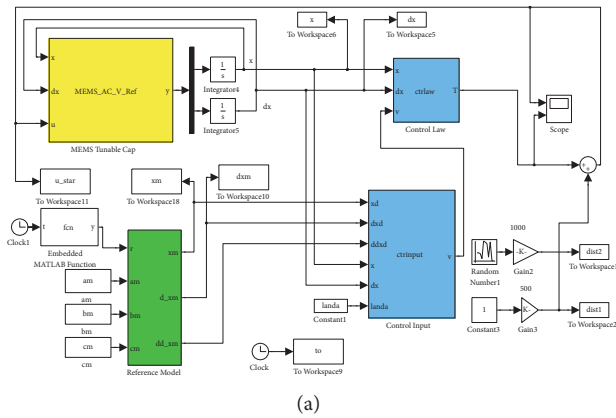 x
To Workspace6
dx
To Workspace5
x
dx
u
MEMS_AC_V_Ref
y
MEMS Tunable Cap
1
s
Integrator4
x
1
s
Integrator5
dx
x
dx
v
ctrlaw
T
Control Law
Scope
+
+
u_star
To Workspace11
xm
To Workspace18
dxm
To Workspace10
Clock1
t
fcn
y
Embedded
MATLAB Function
r
am
bm
cm
xm
d_xm
dd_xm
Reference Model
am
am
bm
bm
cm
cm
xd
dxd
ddxd
x
dx
landa
ctrinput
v
Control Input
landa
Constant1
Clock
to
To Workspace9
Random
Number1
1000
-K-
Gain2
dist2
To Workspace1
1
Constant3
500
K-
Gain3
dist1
To Workspace2
(a)